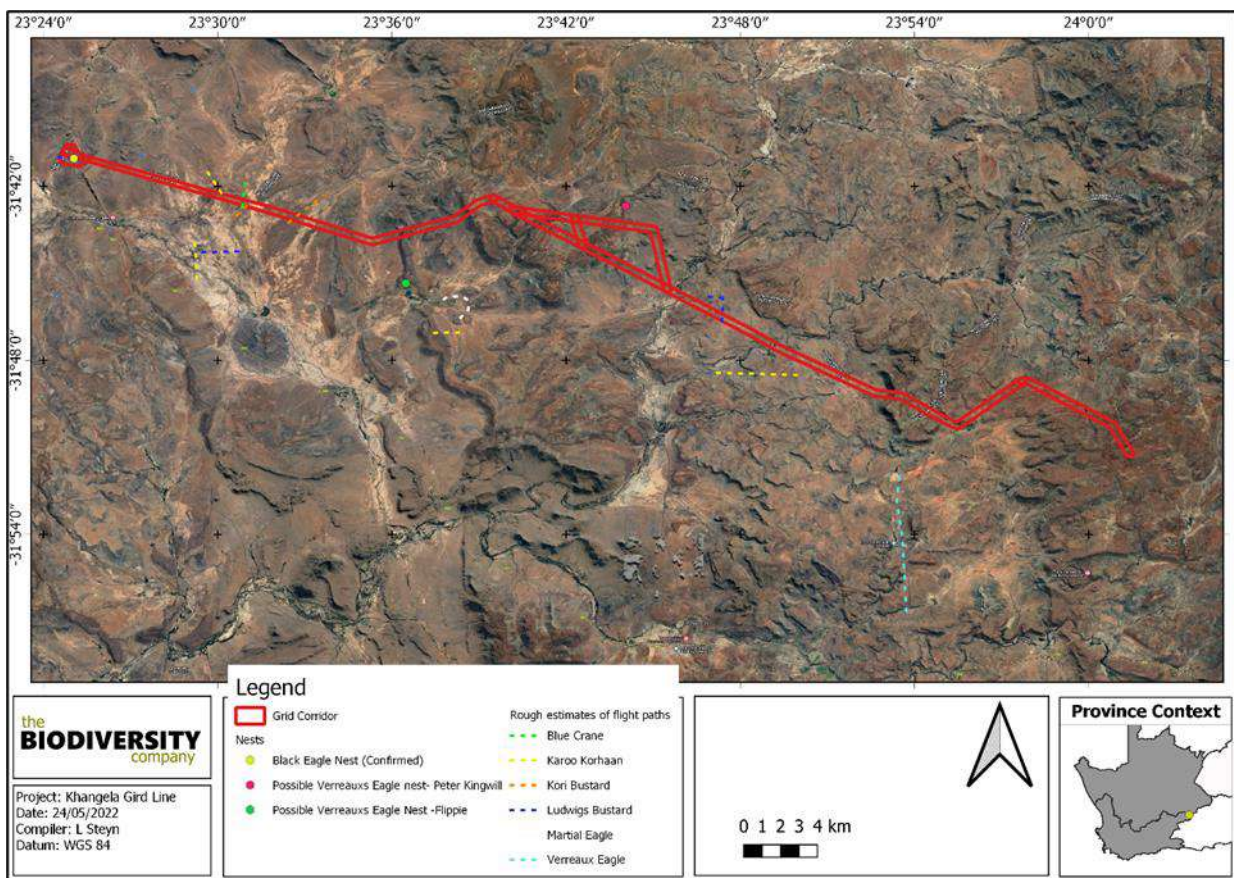 23°24′0″ 23°30′0″ 23°36′0″ 23°42′0″ 23°48′0″ 23°54′0″ 24°0′0″
-31°42′0″
-31°48′0″
-31°54′0″
Legend
Grid Corridor
Nests
Black Eagle Nest (Confirmed)
Possible Verreauxs Eagle nest- Peter Kingwill
Possible Verreauxs Eagle Nest -Flippie
Rough estimates of flight paths
Blue Crane
Karoo Korhaan
Kori Bustard
Ludwigs Bustard
Martial Eagle
Verreaux Eagle
the
BIODIVERSITY
company
Project: Khangela Gird Line
Date: 24/05/2022
Compiler: L Steyn
Datum: WGS 84
0 1 2 3 4 km
Province Context